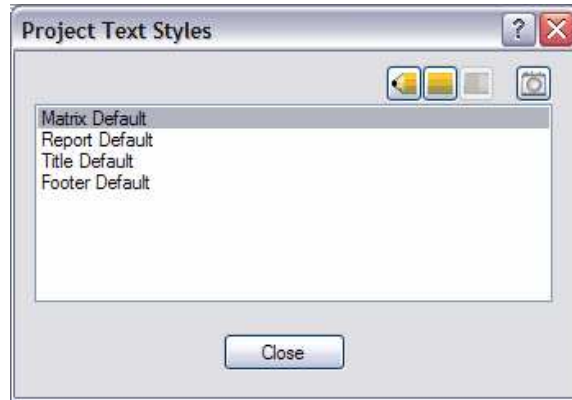 Project Text Styles
Matrix Default
Report Default
Title Default
Footer Default
Close